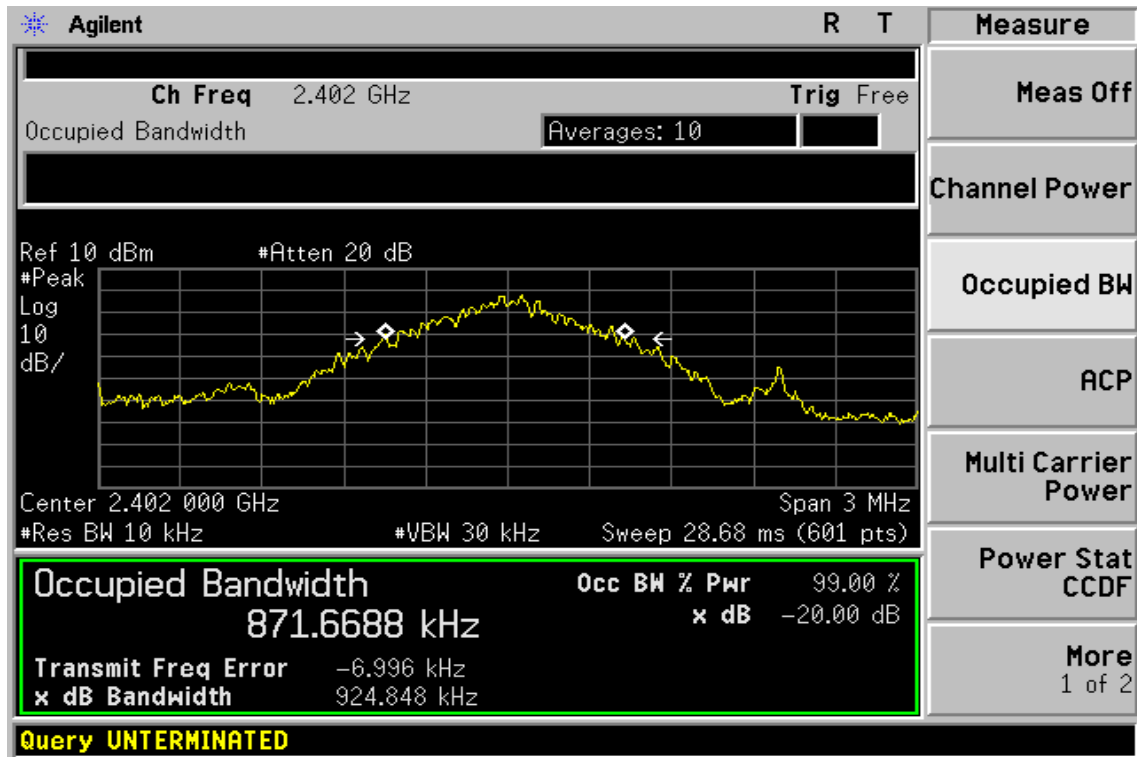 Agilent
R T
Ch Freq 2.402 GHz
Trig Free
Occupied Bandwidth
Averages: 10
Ref 10 dBm
#Atten 20 dB
#Peak
Log
10
dB/
Center 2.402 000 GHz
Span 3 MHz
#Res BW 10 kHz
#VBW 30 kHz
Sweep 28.68 ms (601 pts)
Occupied Bandwidth
871.6688 kHz
Occ BW % Pwr 99.00 %
x dB -20.00 dB
Transmit Freq Error -6.996 kHz
x dB Bandwidth 924.848 kHz
Query UNTERMINATED
Measure
Meas Off
Channel Power
Occupied BW
ACP
Multi Carrier
Power
Power Stat
CCDF
More
1 of 2